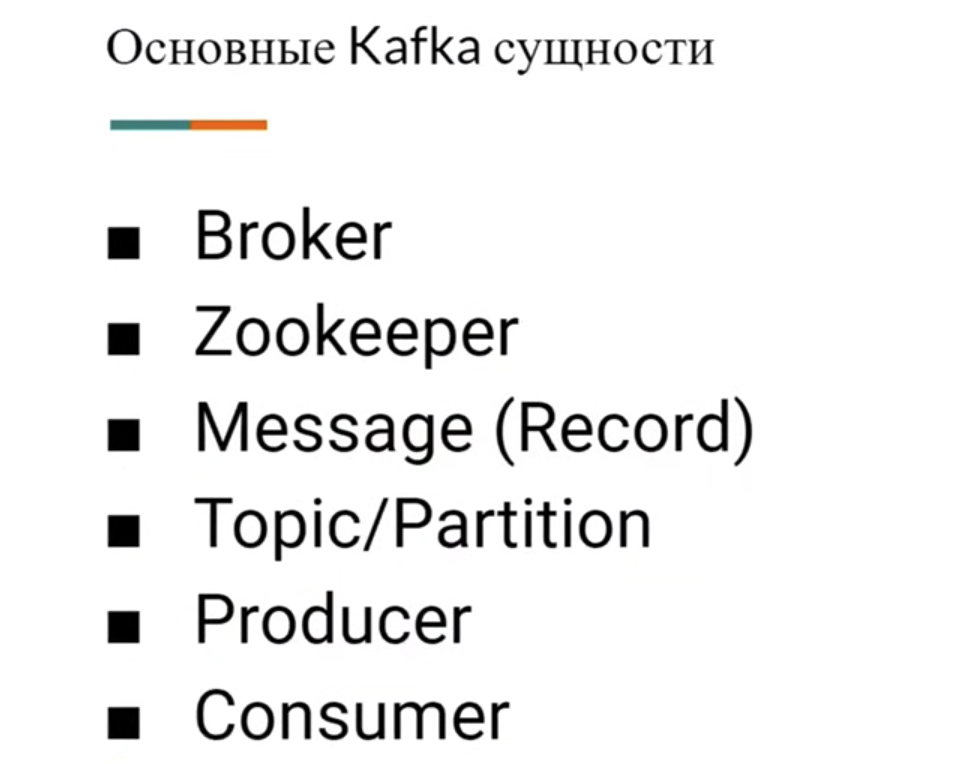 Основные Kafka сущности
Broker
Zookeeper
Message (Record)
Topic/Partition
Producer
Consumer